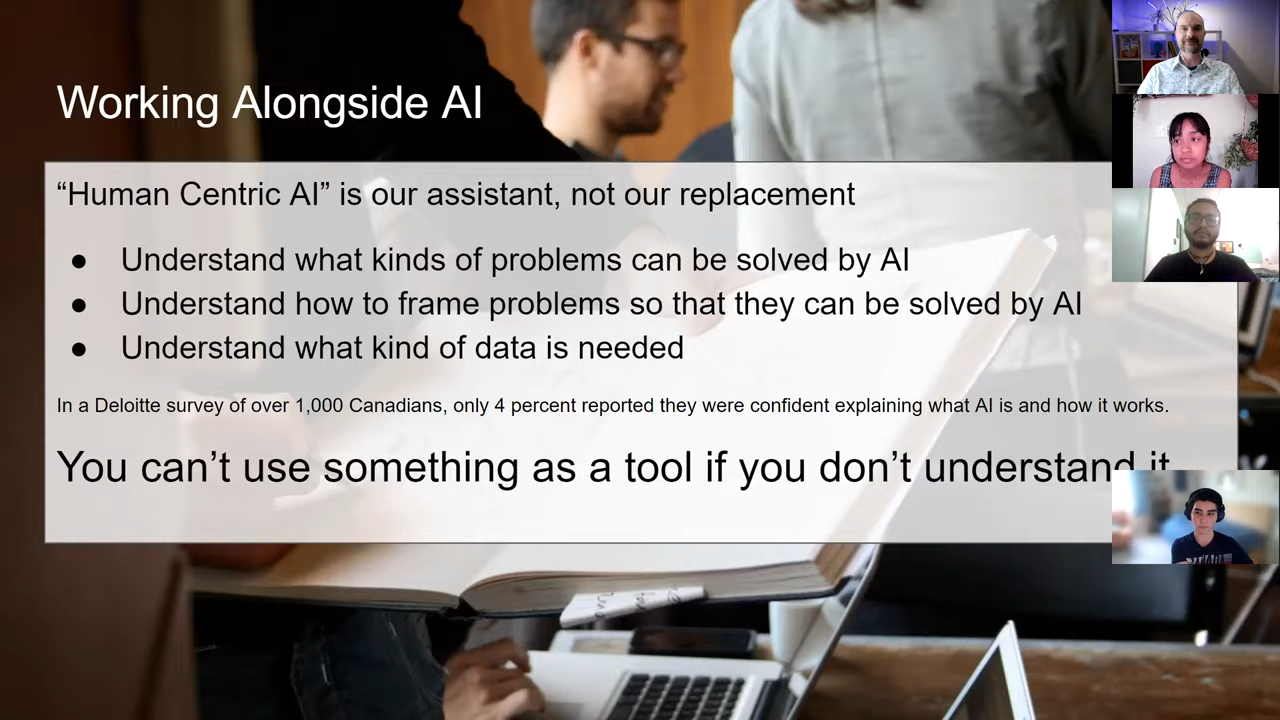 Working Alongside AI
“Human Centric AI” is our assistant, not our replacement
● Understand what kinds of problems can be solved by AI
● Understand how to frame problems so that they can be solved by AI
● Understand what kind of data is needed
In a Deloitte survey of over 1,000 Canadians, only 4 percent reported they were confident explaining what AI is and how it works.
You can’t use something as a tool if you don’t understand it